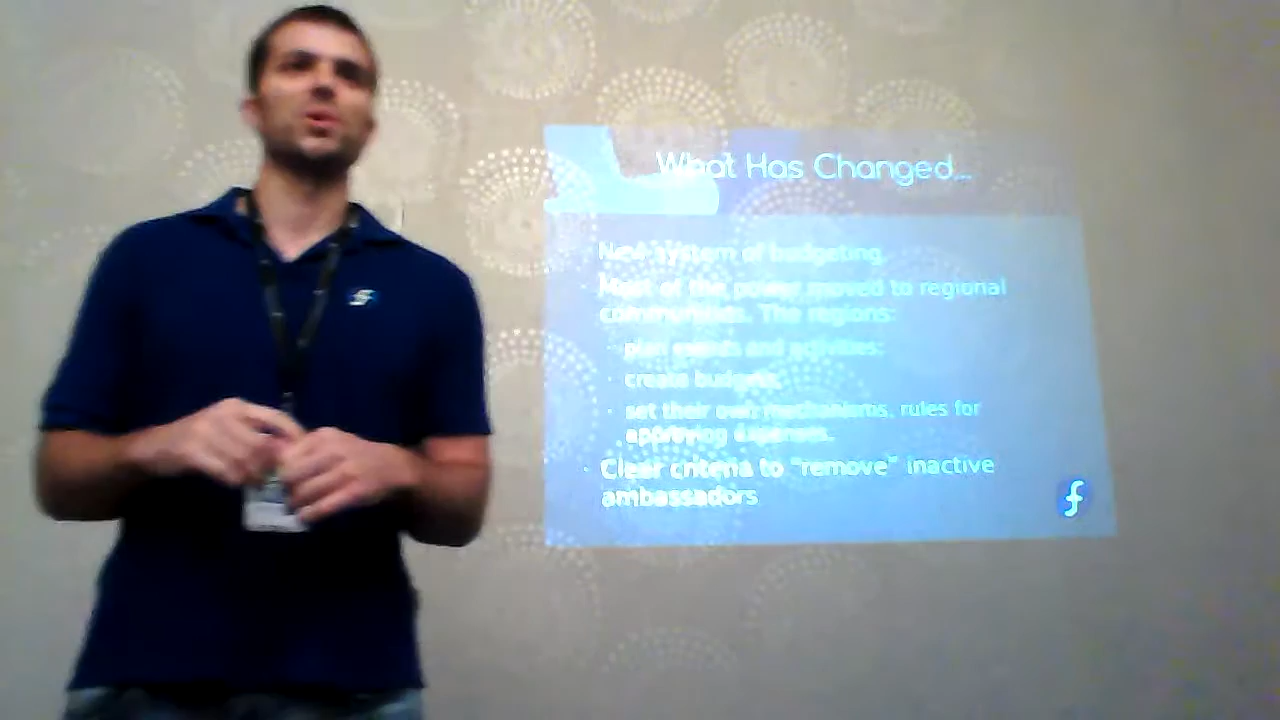 What Has Changed...
New system of budgeting
Most of the power moved to regional
communities. The regions:
plan events and activities:
create budgets,
set their own mechanisms, rules for
approving expenses.
Clear criteria to "remove" inactive
ambassadors